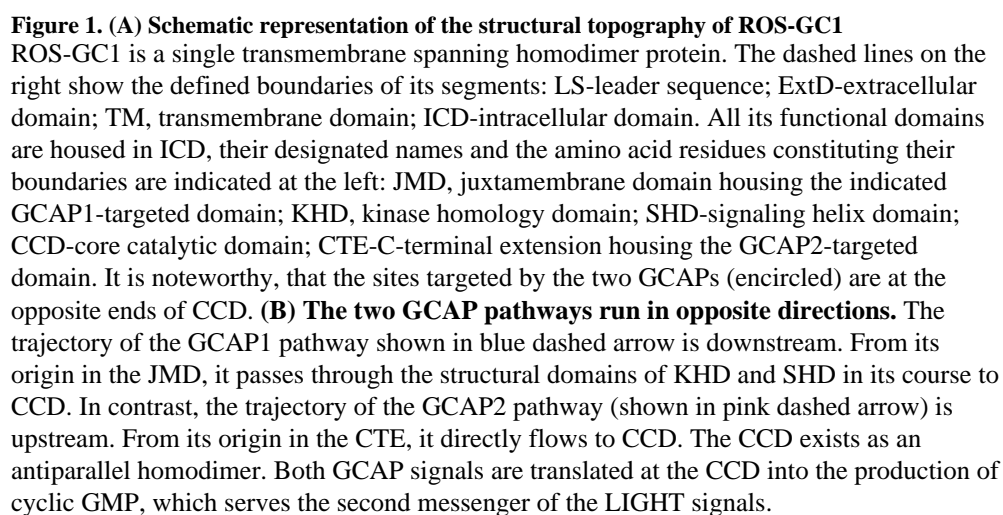 Figure 1. (A) Schematic representation of the structural topography of ROS-GC1
ROS-GC1 is a single transmembrane spanning homodimer protein. The dashed lines on the
right show the defined boundaries of its segments: LS-leader sequence; ExtD-extracellular
domain; TM, transmembrane domain; ICD-intracellular domain. All its functional domains
are housed in ICD, their designated names and the amino acid residues constituting their
boundaries are indicated at the left: JMD, juxtamembrane domain housing the indicated
GCAP1-targeted domain; KHD, kinase homology domain; SHD-signaling helix domain;
CCD-core catalytic domain; CTE-C-terminal extension housing the GCAP2-targeted
domain. It is noteworthy, that the sites targeted by the two GCAPs (encircled) are at the
opposite ends of CCD. (B) The two GCAP pathways run in opposite directions. The
trajectory of the GCAP1 pathway shown in blue dashed arrow is downstream. From its
origin in the JMD, it passes through the structural domains of KHD and SHD in its course to
CCD. In contrast, the trajectory of the GCAP2 pathway (shown in pink dashed arrow) is
upstream. From its origin in the CTE, it directly flows to CCD. The CCD exists as an
antiparallel homodimer. Both GCAP signals are translated at the CCD into the production of
cyclic GMP, which serves the second messenger of the LIGHT signals.